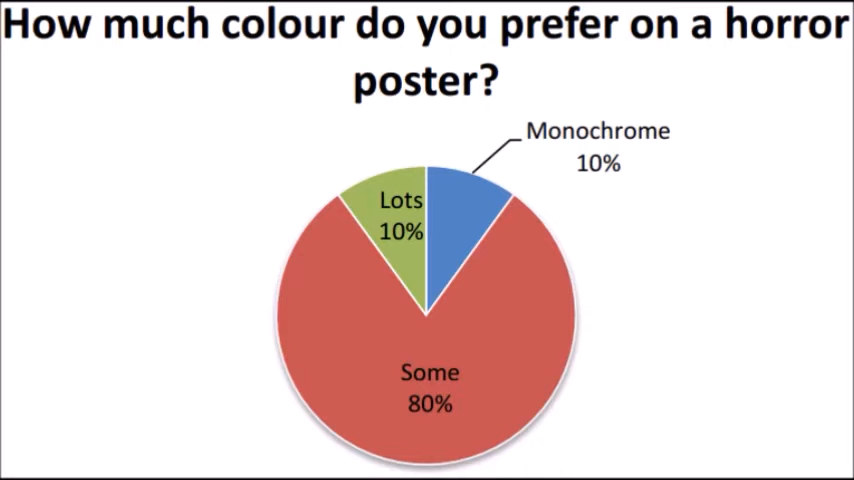 How much colour do you prefer on a horror
poster?
Monochrome
10%
Lots
10%
Some
80%